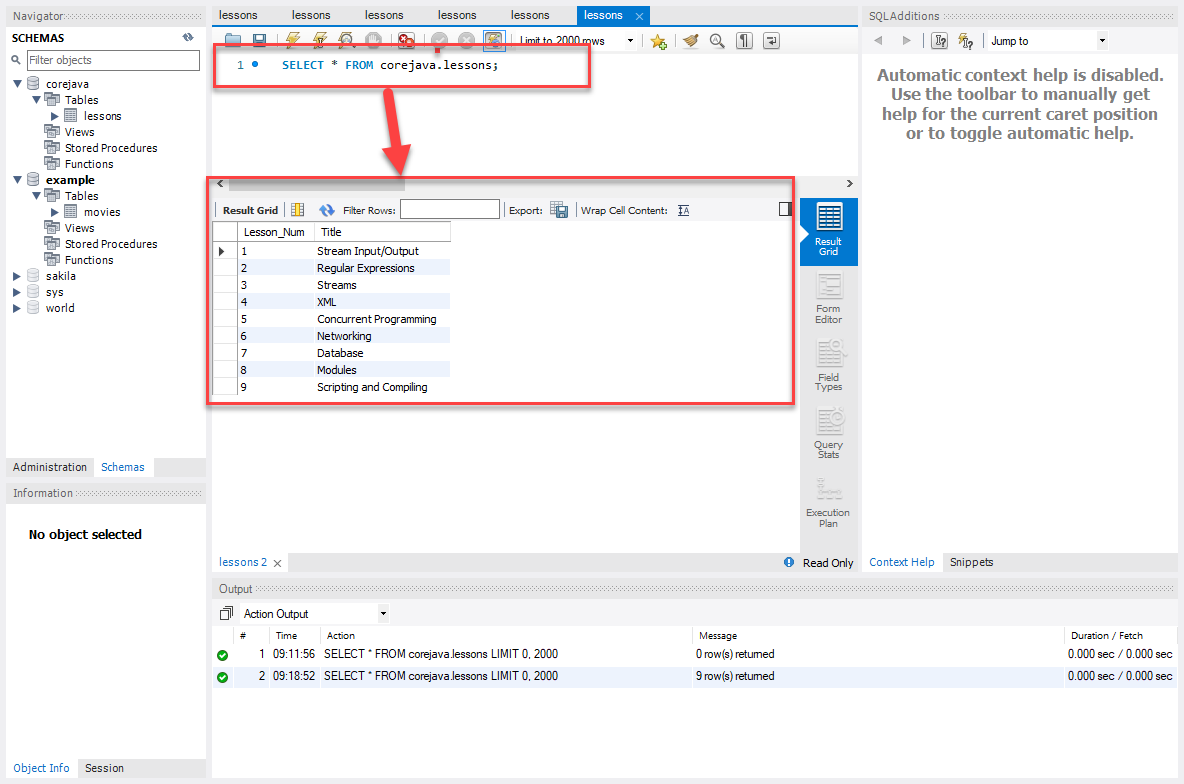 Navigator
SCHEMAS
Filter objects
corejava
Tables
lessons
Views
Stored Procedures
Functions
example
Tables
movies
Views
Stored Procedures
Functions
sakila
sys
world
Administration Schemas
Information
No object selected
Object Info Session
lessons lessons lessons lessons lessons lessons
Limit to 2000 rows
1 SELECT * FROM corejava.lessons;
Result Grid Filter Rows: Export: Wrap Cell Content:
Lesson_Num Title
1 Stream Input/Output
2 Regular Expressions
3 Streams
4 XML
5 Concurrent Programming
6 Networking
7 Database
8 Modules
9 Scripting and Compiling
Result
Grid
Form
Editor
Field
Types
Query
Stats
Execution
Plan
lessons 2 Read Only
SQLAdditions
Jump to
Automatic context help is disabled.
Use the toolbar to manually get
help for the current caret position
or to toggle automatic help.
Context Help Snippets
Output
Action Output
# Time Action Message Duration / Fetch
1 09:11:56 SELECT * FROM corejava.lessons LIMIT 0, 2000 0 row(s) returned 0.000 sec / 0.000 sec
2 09:18:52 SELECT * FROM corejava.lessons LIMIT 0, 2000 9 row(s) returned 0.000 sec / 0.000 sec